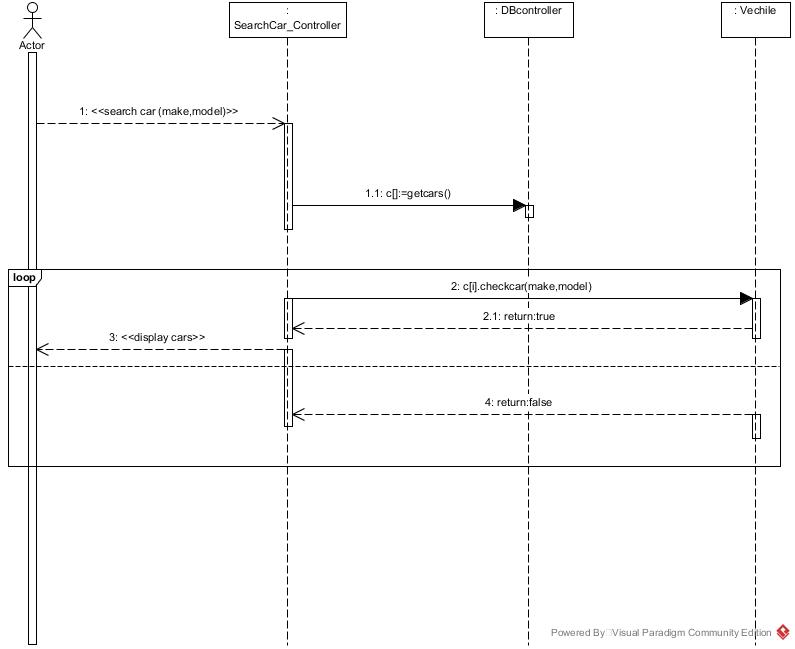 :
SearchCar_Controller
: DBcontroller
: Vechile
Actor
1: <<search car (make,model)>>
1.1: c[]:=getcars()
loop
2: c[i].checkcar(make,model)
2.1: return:true
3: <<display cars>>
4: return:false
Powered By Visual Paradigm Community Edition